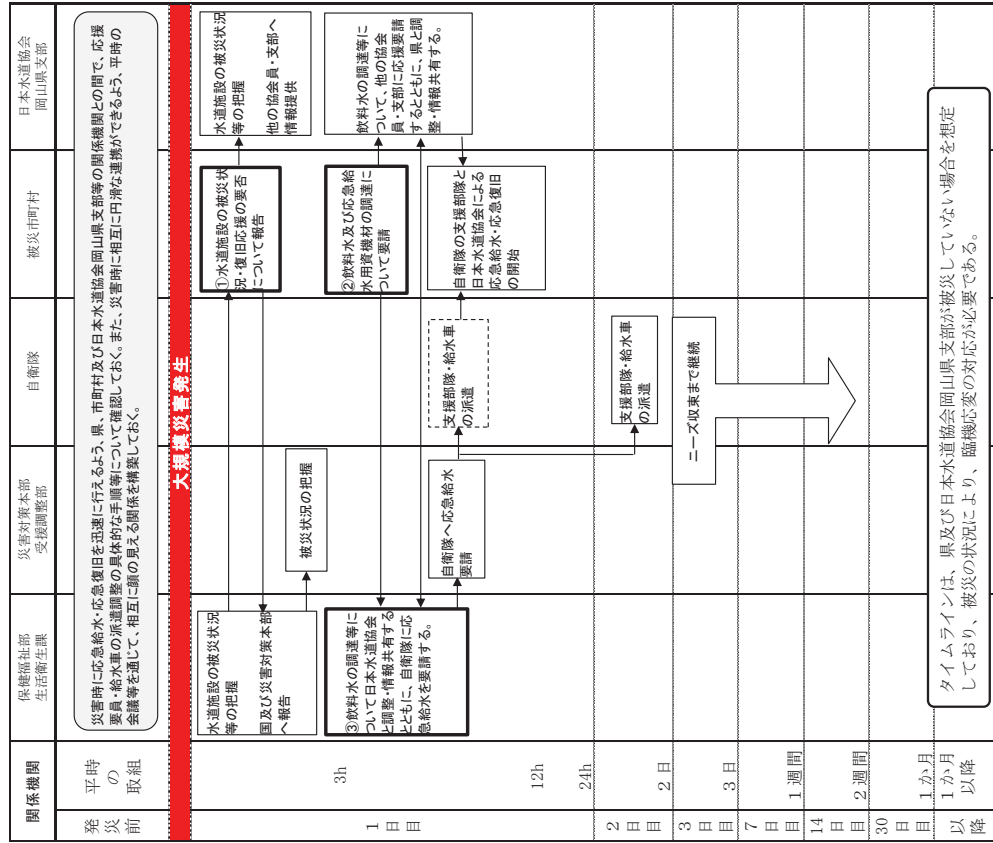 関係機関
保健福祉部
生活衛生課
災害対策本部
受援調整部
自衛隊
被災市町村
日本水道協会
岡山県支部
発災前
平時
の
取組
災害時に応急給水・応急復旧を迅速に行えるよう、県、市町村及び日本水道協会岡山県支部等の関係機関との間で、応援
要員・給水車の派遣調整の具体的な手順等について確認しておく。また、災害時に相互に円滑な連携ができるよう、平時の
会議等を通じて、相互に顔の見える関係を構築しておく。
大規模災害発生
1日目
3h
12h
24h
水道施設の被災状況
等の把握
国及び災害対策本部
へ報告
被災状況の把握
①水道施設の被災状
況・復旧応援の要否
について報告
水道施設の被災状況
等の把握
他の協会員・支部へ
情報提供
③飲料水の調達等に
ついて日本水道協会
と調整・情報共有する
とともに、自衛隊に応
急給水を要請する。
②飲料水及び応急給
水用資機材の調達に
ついて要請
飲料水の調達等に
ついて、他の協会
員・支部に応援要請
するとともに、県と調
整・情報共有する。
自衛隊へ応急給水
要請
支援部隊・給水車
の派遣
自衛隊の支援部隊と
日本水道協会による
応急給水・応急復旧
の開始
2日目
2日
支援部隊・給水車
の派遣
3日目
3日
ニーズ収束まで継続
7日目
1週間
14日目
2週間
30日目
1か月
以降
1か月
以降
タイムラインは、県及び日本水道協会岡山県支部が被災していない場合を想定
しており、被災の状況により、臨機応変の対応が必要である。